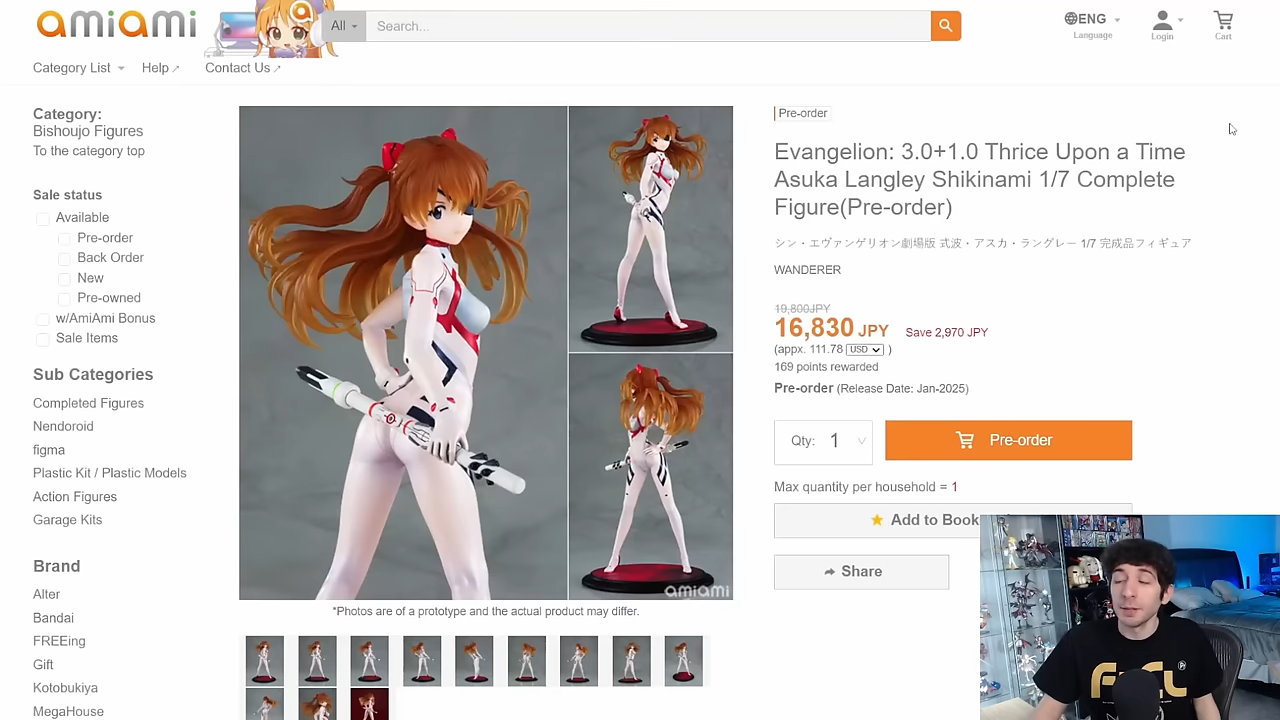 amiami
All
Search...
ENG
Language
Login
Cart
Category List
Help
Contact Us
Category:
Bishoujo Figures
To the category top
Sale status
Available
Pre-order
Back Order
New
Pre-owned
w/AmiAmi Bonus
Sale Items
Sub Categories
Completed Figures
Nendoroid
figma
Plastic Kit / Plastic Models
Action Figures
Garage Kits
Brand
Alter
Bandai
FREEing
Gift
Kotobukiya
MegaHouse
amiami
*Photos are of a prototype and the actual product may differ.
Pre-order
Evangelion: 3.0+1.0 Thrice Upon a Time
Asuka Langley Shikinami 1/7 Complete
Figure(Pre-order)
シン・エヴァンゲリオン劇場版 式波・アスカ・ラングレー 1/7 完成品フィギュア
WANDERER
19,800JPY
16,830 JPY Save 2,970 JPY
(appx. 111.78 USD )
169 points rewarded
Pre-order (Release Date: Jan-2025)
Qty: 1
Pre-order
Max quantity per household = 1
Add to Book
Share